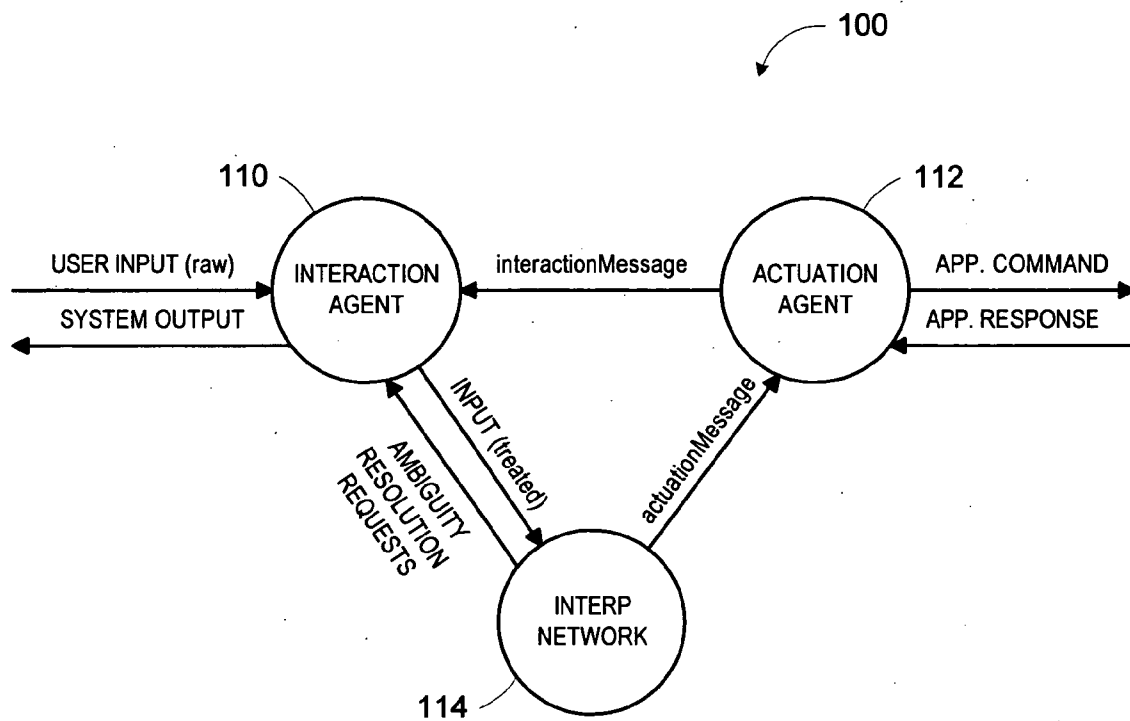 100
110
112
USER INPUT (raw)
INTERACTION
AGENT
interactionMessage
ACTUATION
AGENT
APP. COMMAND
SYSTEM OUTPUT
APP. RESPONSE
INPUT (treated)
AMBIGUITY
RESOLUTION
REQUESTS
actuationMessage
INTERP
NETWORK
114